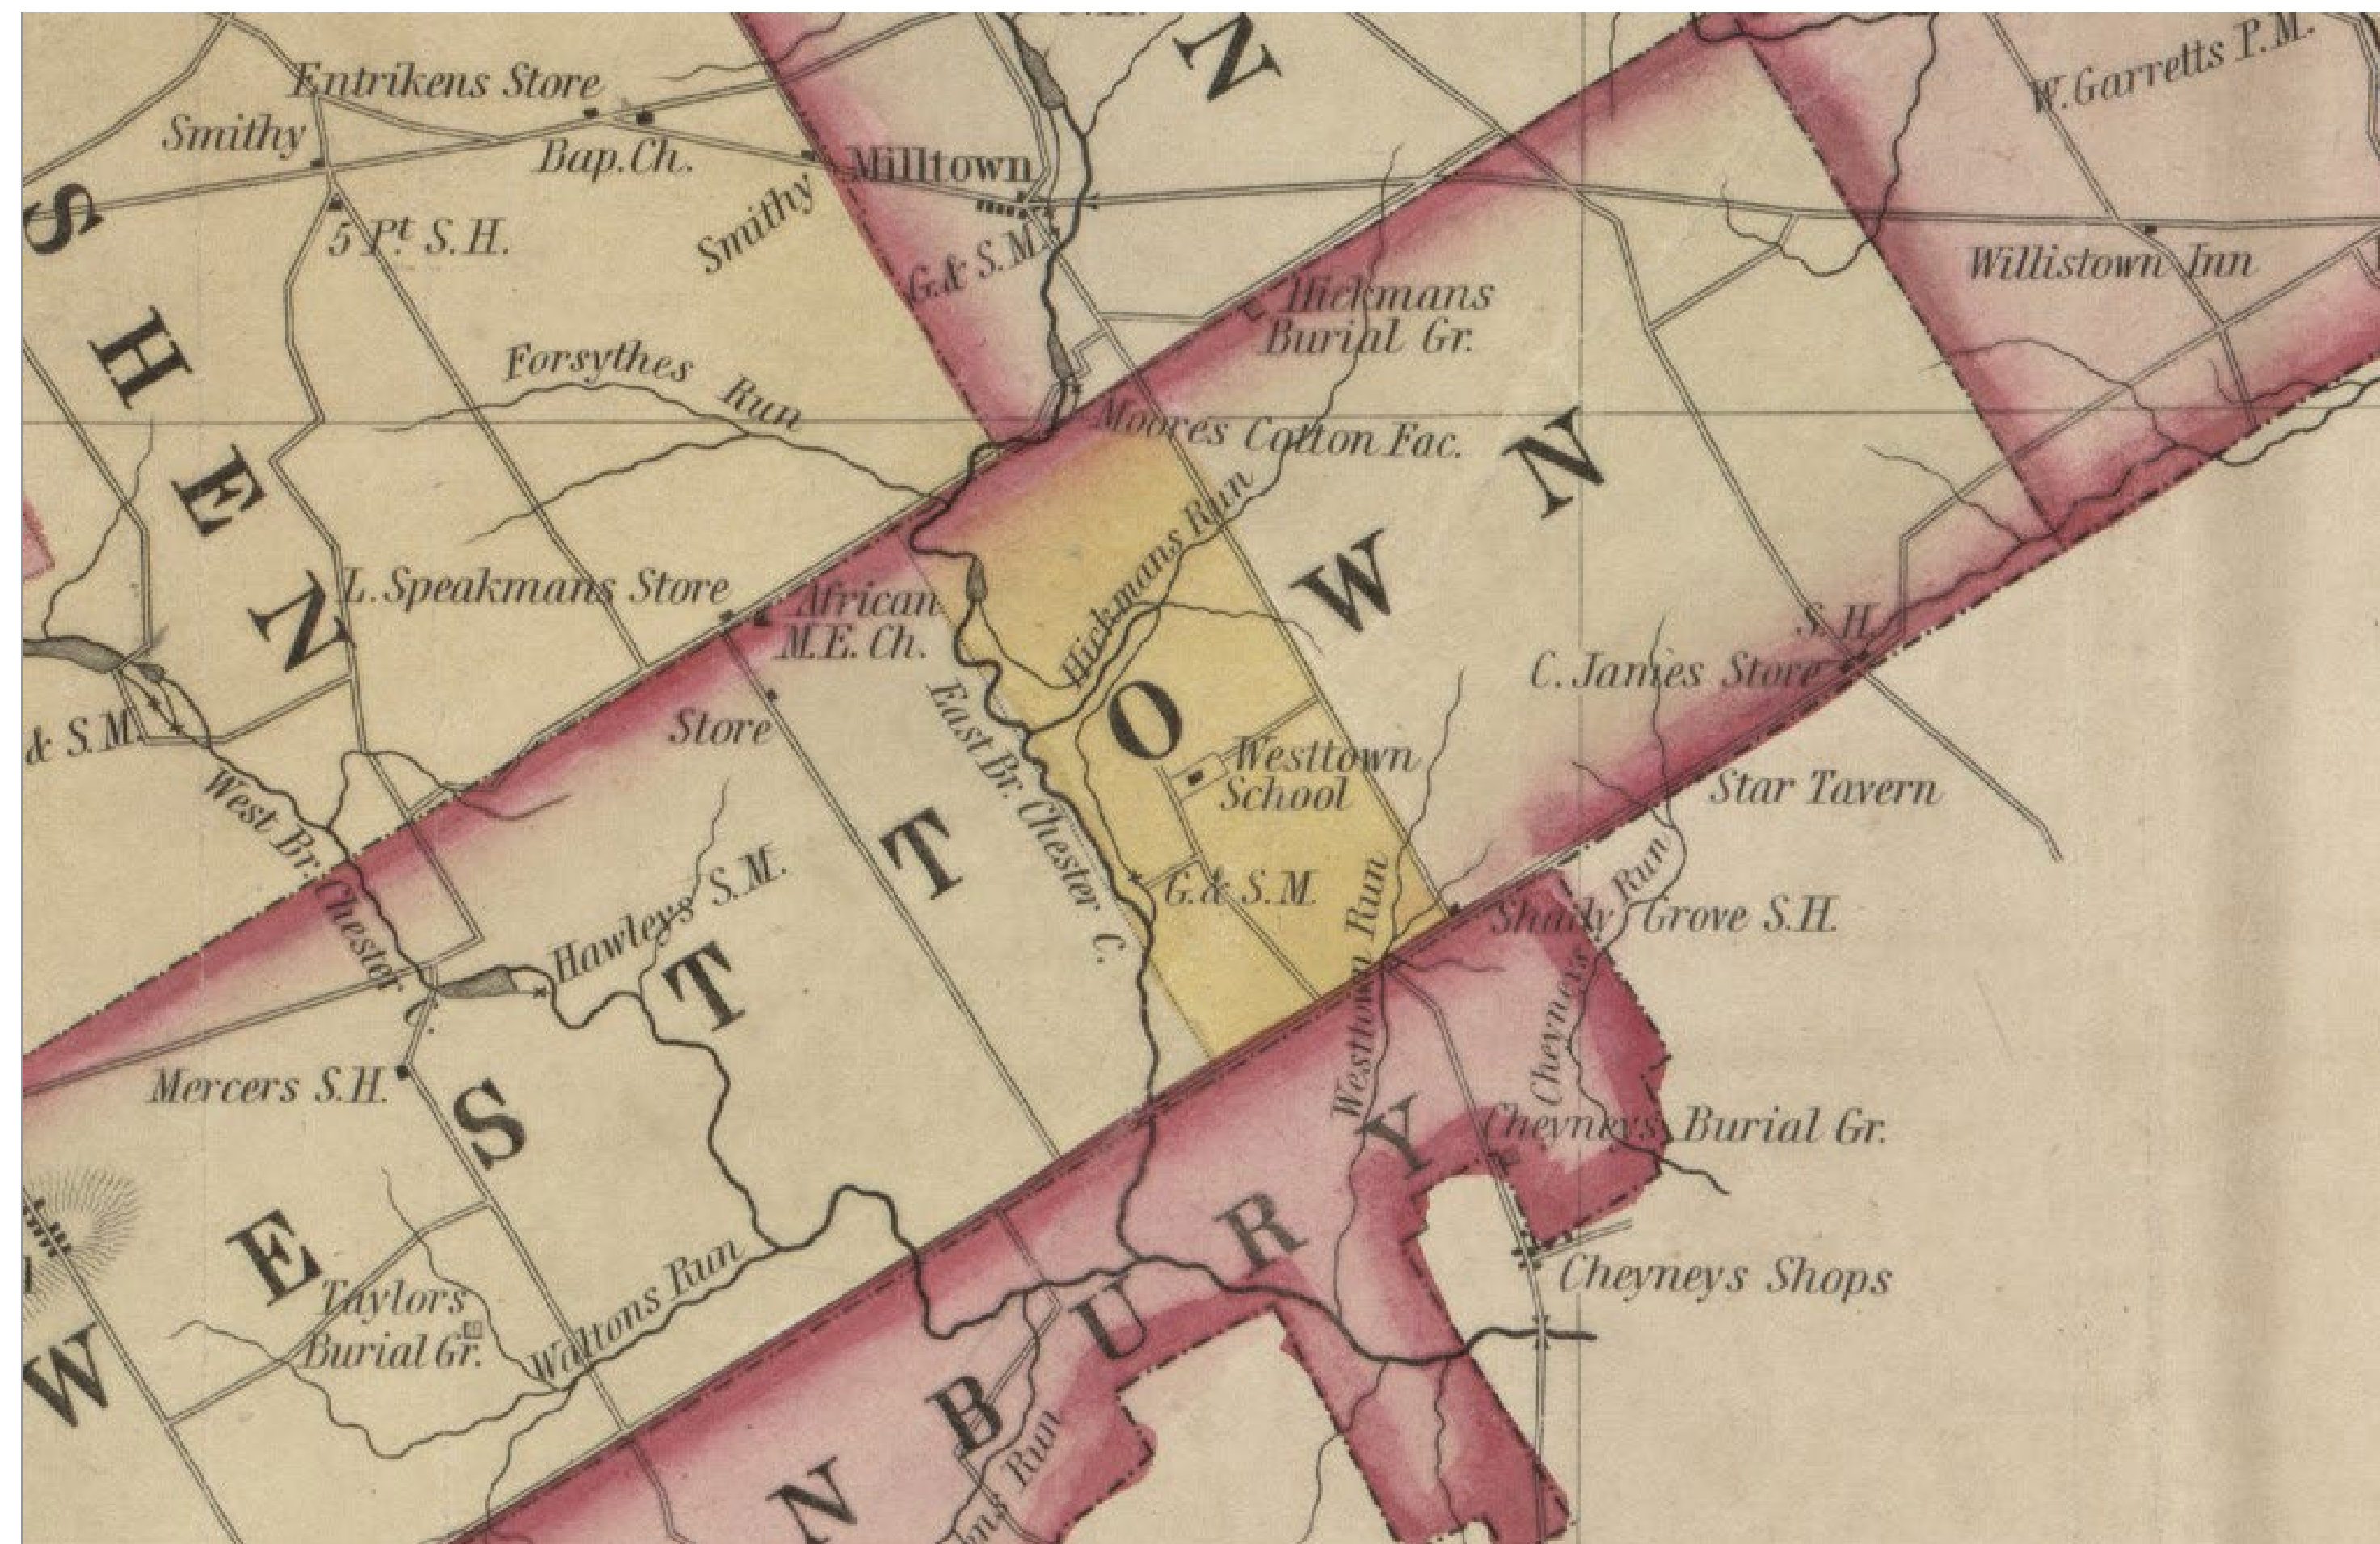 N
W. Garretts P.M.
Entrikens Store
Smithy
Bap. Ch.
Smithy
Milltown
5 Pt. S.H.
G. & S.M.
Willistown Inn
Hickmans
Burial Gr.
SHEN
Forsythes Run
Moores Cotton Fac.
Hickmans Run
L. Speakmans Store
African
M.E. Ch.
S.H.
C. James Store
Store
& S.M.
East Br. Chester C.
Westtown
School
Star Tavern
West Br. Chester C.
Hawleys S.M.
G. & S.M.
Westtown Run
Shady Grove S.H.
Cheyneys Run
Mercers S.H.
WESTTOWN
Cheyneys Burial Gr.
Cheyneys Shops
Taylors
Burial Gr.
Waltons Run
W
NBURY
Run